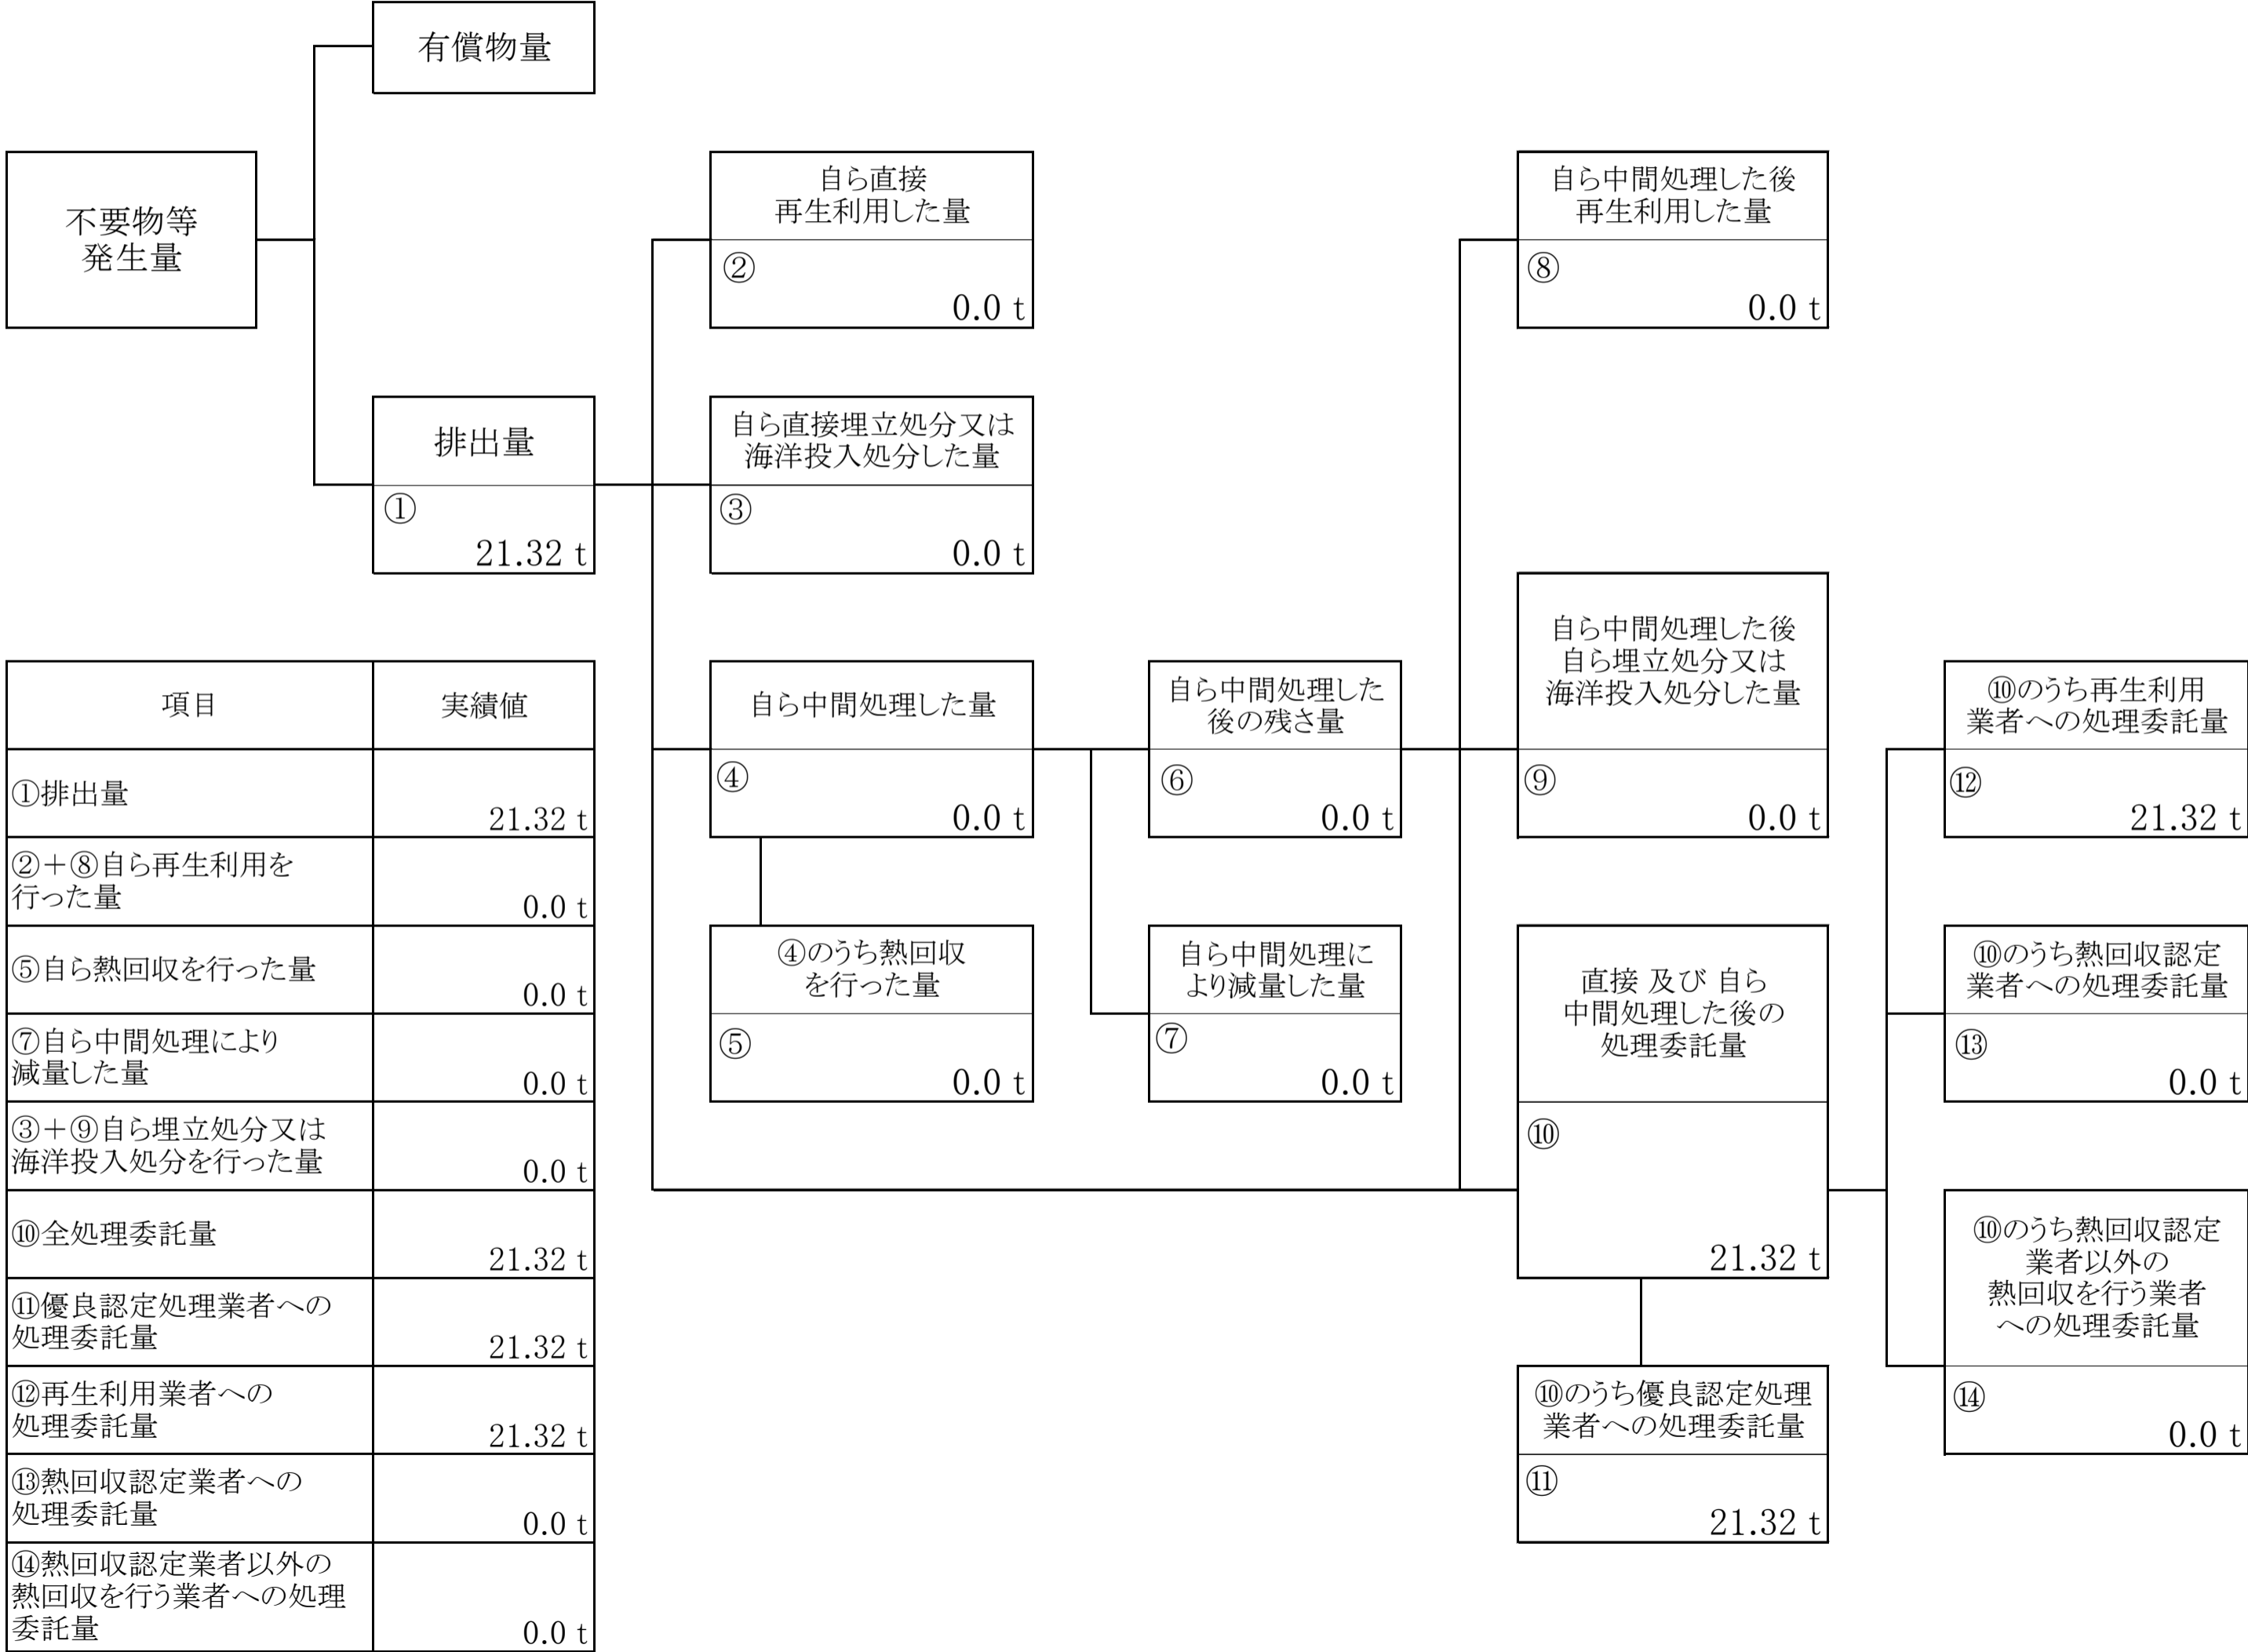 有償物量
不要物等
発生量
自ら直接
再生利用した量
②
0.0 t
自ら中間処理した後
再生利用した量
⑧
0.0 t
排出量
①
21.32 t
自ら直接埋立処分又は
海洋投入処分した量
③
0.0 t
自ら中間処理した量
④
0.0 t
自ら中間処理した
後の残さ量
⑥
0.0 t
自ら中間処理した後
自ら埋立処分又は
海洋投入処分した量
⑨
0.0 t
⑩のうち再生利用
業者への処理委託量
⑫
21.32 t
④のうち熱回収
を行った量
⑤
0.0 t
自ら中間処理に
より減量した量
⑦
0.0 t
直接 及び 自ら
中間処理した後の
処理委託量
⑩
21.32 t
⑩のうち熱回収認定
業者への処理委託量
⑬
0.0 t
⑩のうち熱回収認定
業者以外の
熱回収を行う業者
への処理委託量
⑭
0.0 t
⑩のうち優良認定処理
業者への処理委託量
⑪
21.32 t
項目
実績値
①排出量
21.32 t
②＋⑧自ら再生利用を
行った量
0.0 t
⑤自ら熱回収を行った量
0.0 t
⑦自ら中間処理により
減量した量
0.0 t
③＋⑨自ら埋立処分又は
海洋投入処分を行った量
0.0 t
⑩全処理委託量
21.32 t
⑪優良認定処理業者への
処理委託量
21.32 t
⑫再生利用業者への
処理委託量
21.32 t
⑬熱回収認定業者への
処理委託量
0.0 t
⑭熱回収認定業者以外の
熱回収を行う業者への処理
委託量
0.0 t